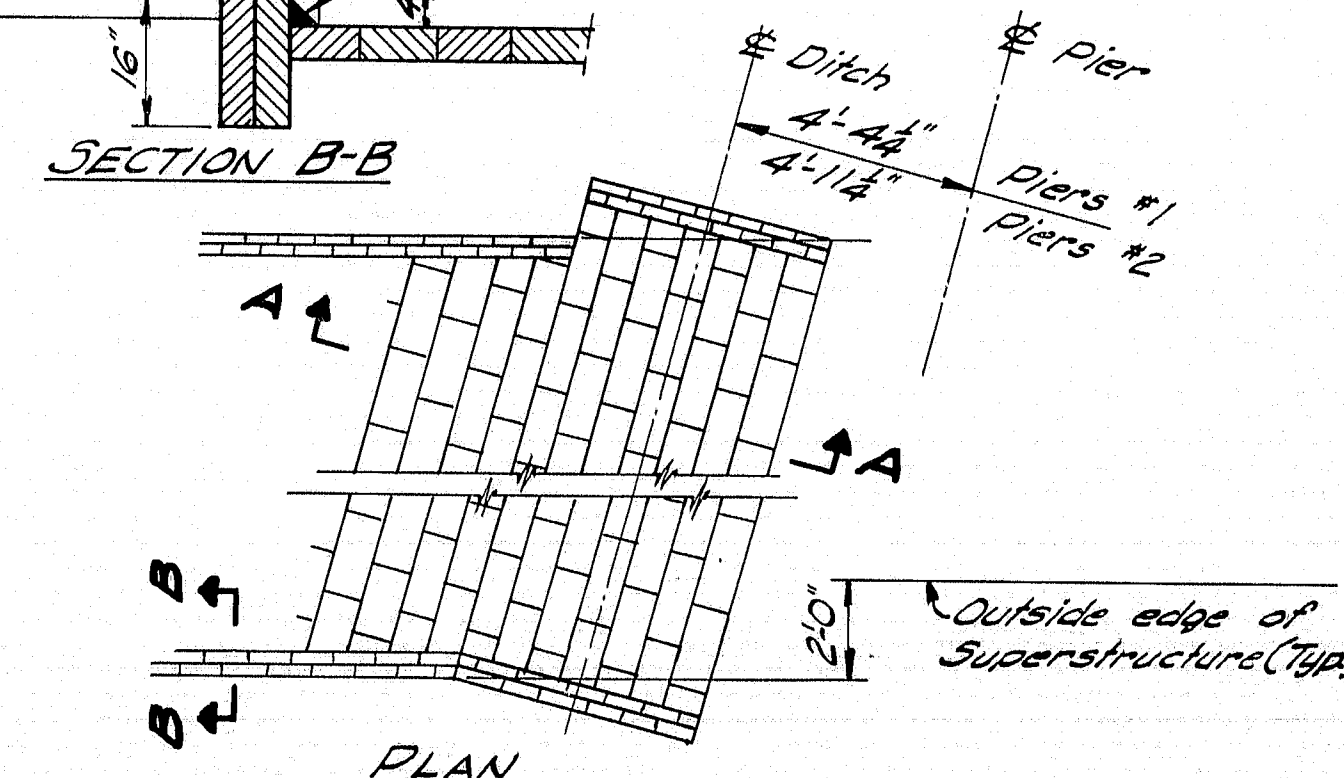 16"
4
SECTION B-B
℄ Ditch
℄ Pier
4'-4¼"
4'-11¼"
Piers #1
Piers #2
A
A
B
B
2'-0"
Outside edge of
Superstructure (Typ.
PLAN